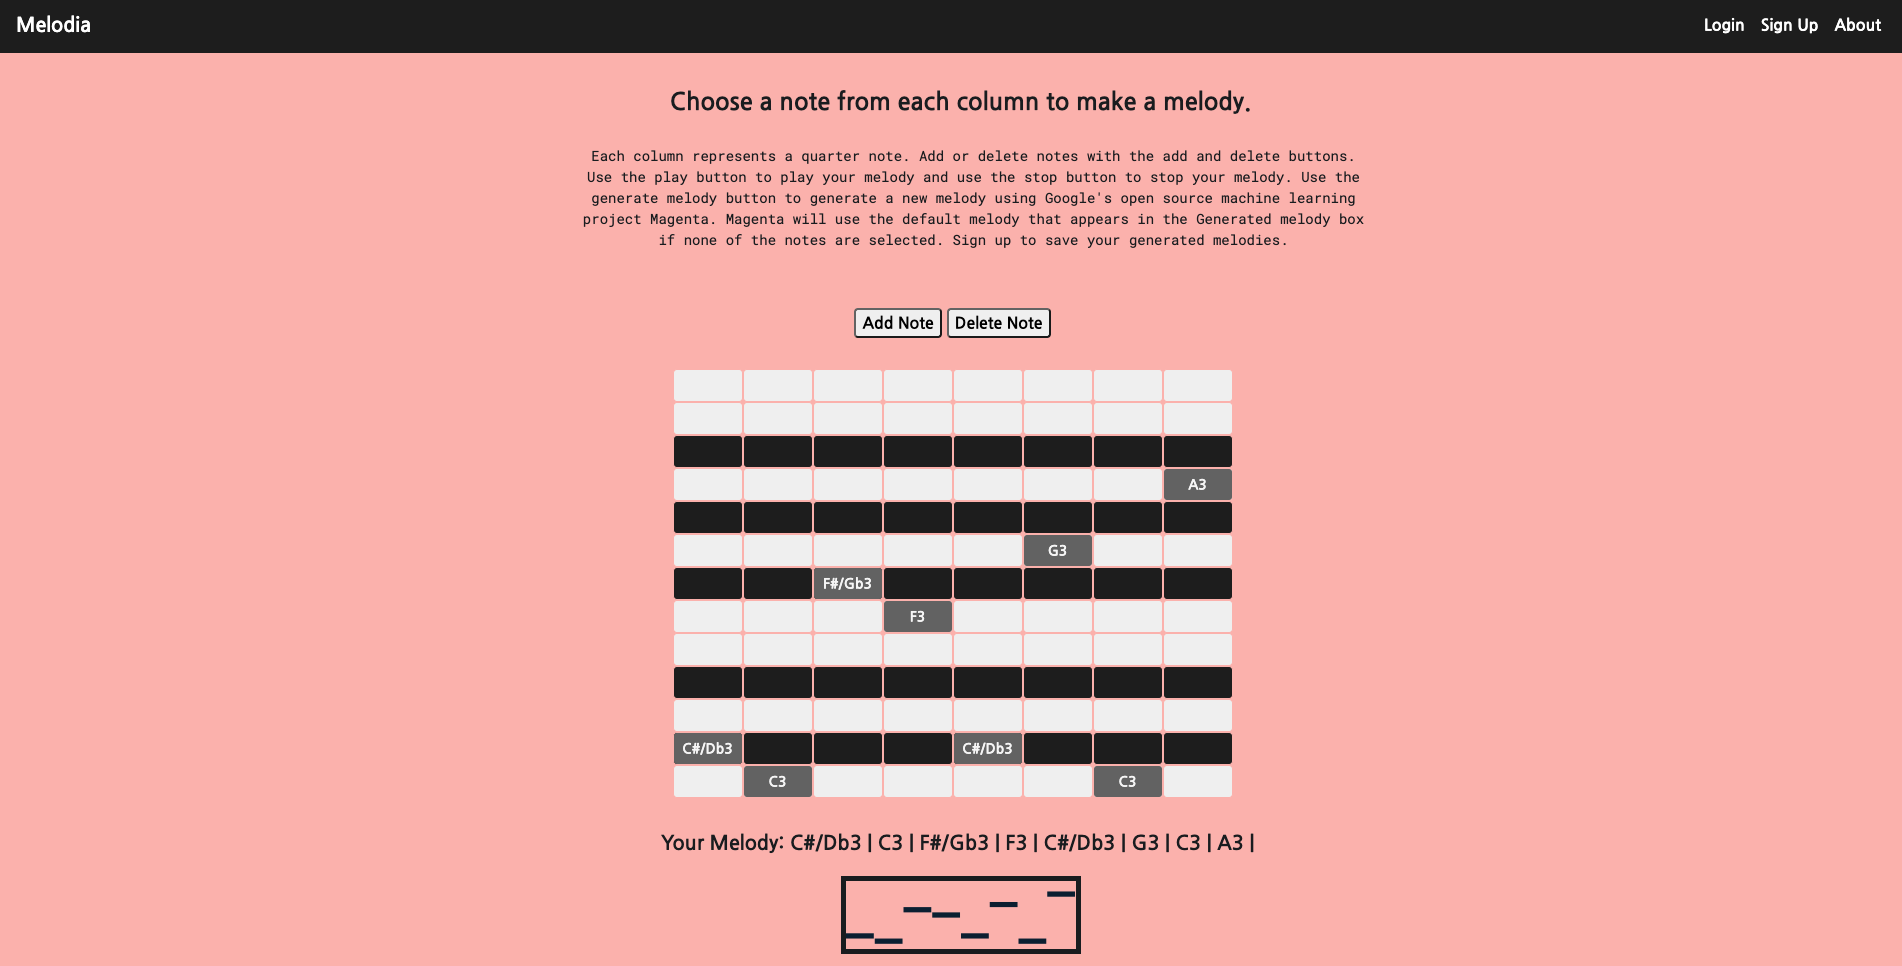 Melodia
Login Sign Up About
Choose a note from each column to make a melody.
Each column represents a quarter note. Add or delete notes with the add and delete buttons.
Use the play button to play your melody and use the stop button to stop your melody. Use the
generate melody button to generate a new melody using Google's open source machine learning
project Magenta. Magenta will use the default melody that appears in the Generated melody box
if none of the notes are selected. Sign up to save your generated melodies.
Add Note Delete Note
A3
G3
F#/Gb3
F3
C#/Db3 C#/Db3
C3 C3
Your Melody: C#/Db3 | C3 | F#/Gb3 | F3 | C#/Db3 | G3 | C3 | A3 |